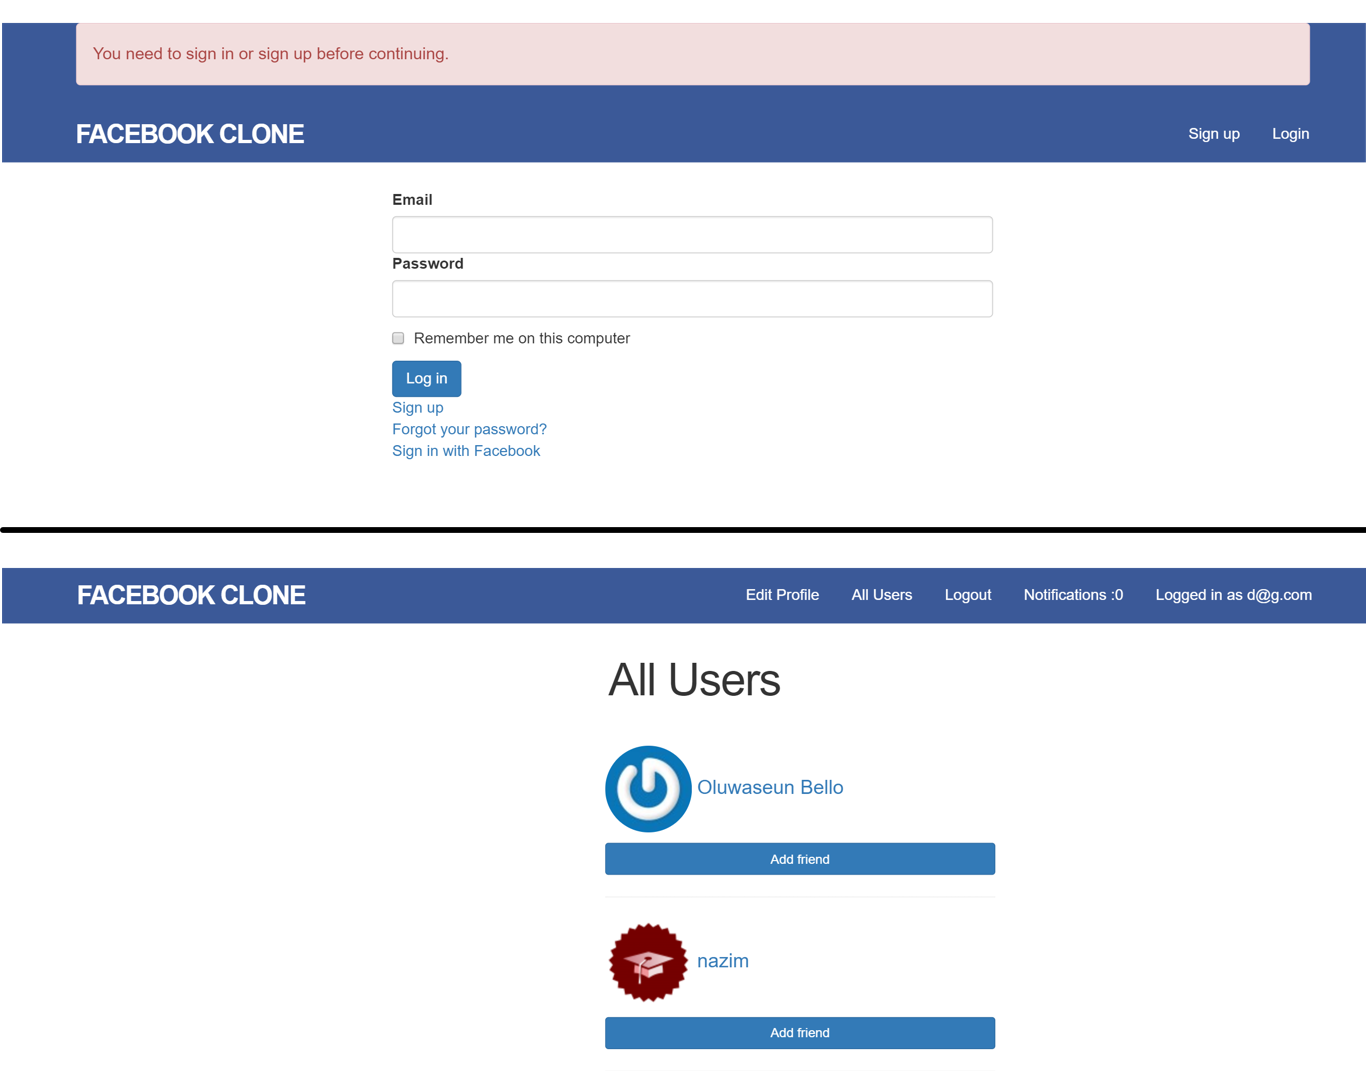 You need to sign in or sign up before continuing.
FACEBOOK CLONE
Sign up
Login
Email
Password
Remember me on this computer
Log in
Sign up
Forgot your password?
Sign in with Facebook
FACEBOOK CLONE
Edit Profile
All Users
Logout
Notifications :0
Logged in as d@g.com
All Users
Oluwaseun Bello
Add friend
nazim
Add friend